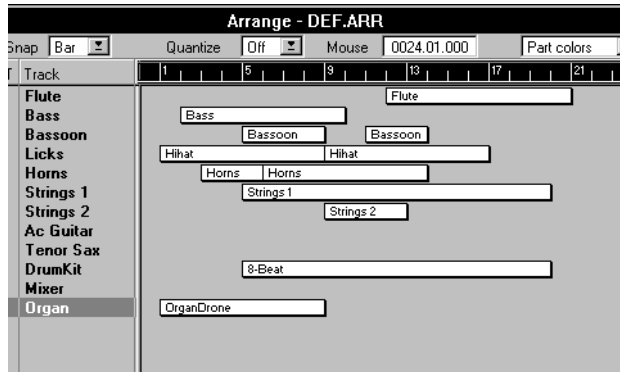 Arrange - DEF.ARR
Snap Bar Quantize Off Mouse 0024.01.000 Part colors
T Track 1 5 9 13 17 21
Flute Flute
Bass Bass
Bassoon Bassoon Bassoon
Licks Hihat Hihat
Horns Horns Horns
Strings 1 Strings 1
Strings 2 Strings 2
Ac Guitar
Tenor Sax
DrumKit 8-Beat
Mixer
Organ OrganDrone